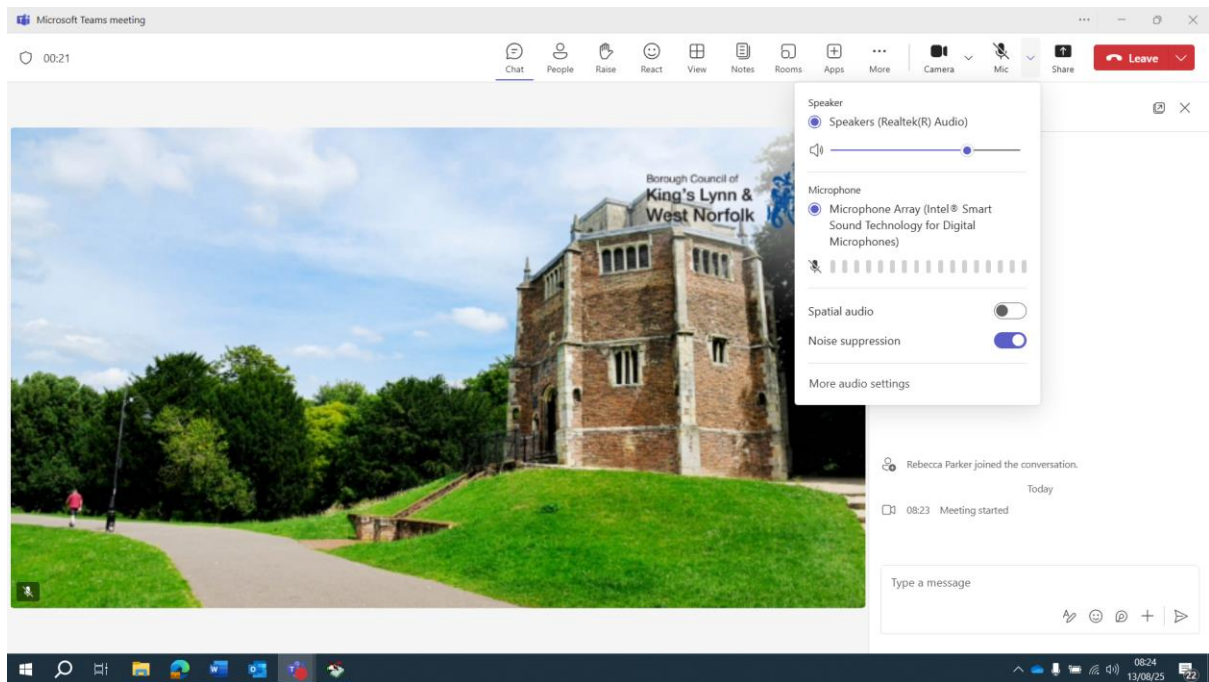 Microsoft Teams meeting
00:21
Chat
People
Raise
React
View
Notes
Rooms
Apps
More
Camera
Mic
Share
Leave
Speaker
Speakers (Realtek(R) Audio)
Microphone
Microphone Array (Intel® Smart
Sound Technology for Digital
Microphones)
Spatial audio
Noise suppression
More audio settings
Borough Council of
King's Lynn &
West Norfolk
Rebecca Parker joined the conversation.
Today
08:23 Meeting started
Type a message
08:24
13/08/25
22